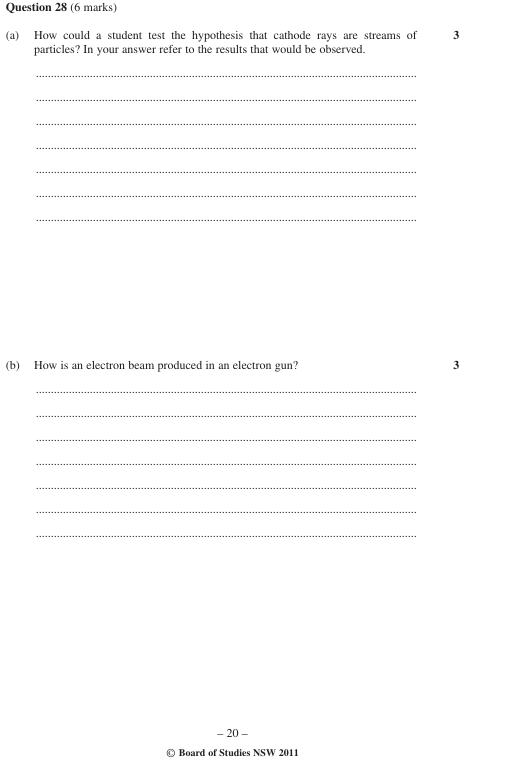 Question 28 (6 marks)
(a) How could a student test the hypothesis that cathode rays are streams of 3
particles? In your answer refer to the results that would be observed.
................................................................................................................................
................................................................................................................................
................................................................................................................................
................................................................................................................................
................................................................................................................................
................................................................................................................................
................................................................................................................................
(b) How is an electron beam produced in an electron gun? 3
................................................................................................................................
................................................................................................................................
................................................................................................................................
................................................................................................................................
................................................................................................................................
................................................................................................................................
................................................................................................................................
– 20 –
© Board of Studies NSW 2011